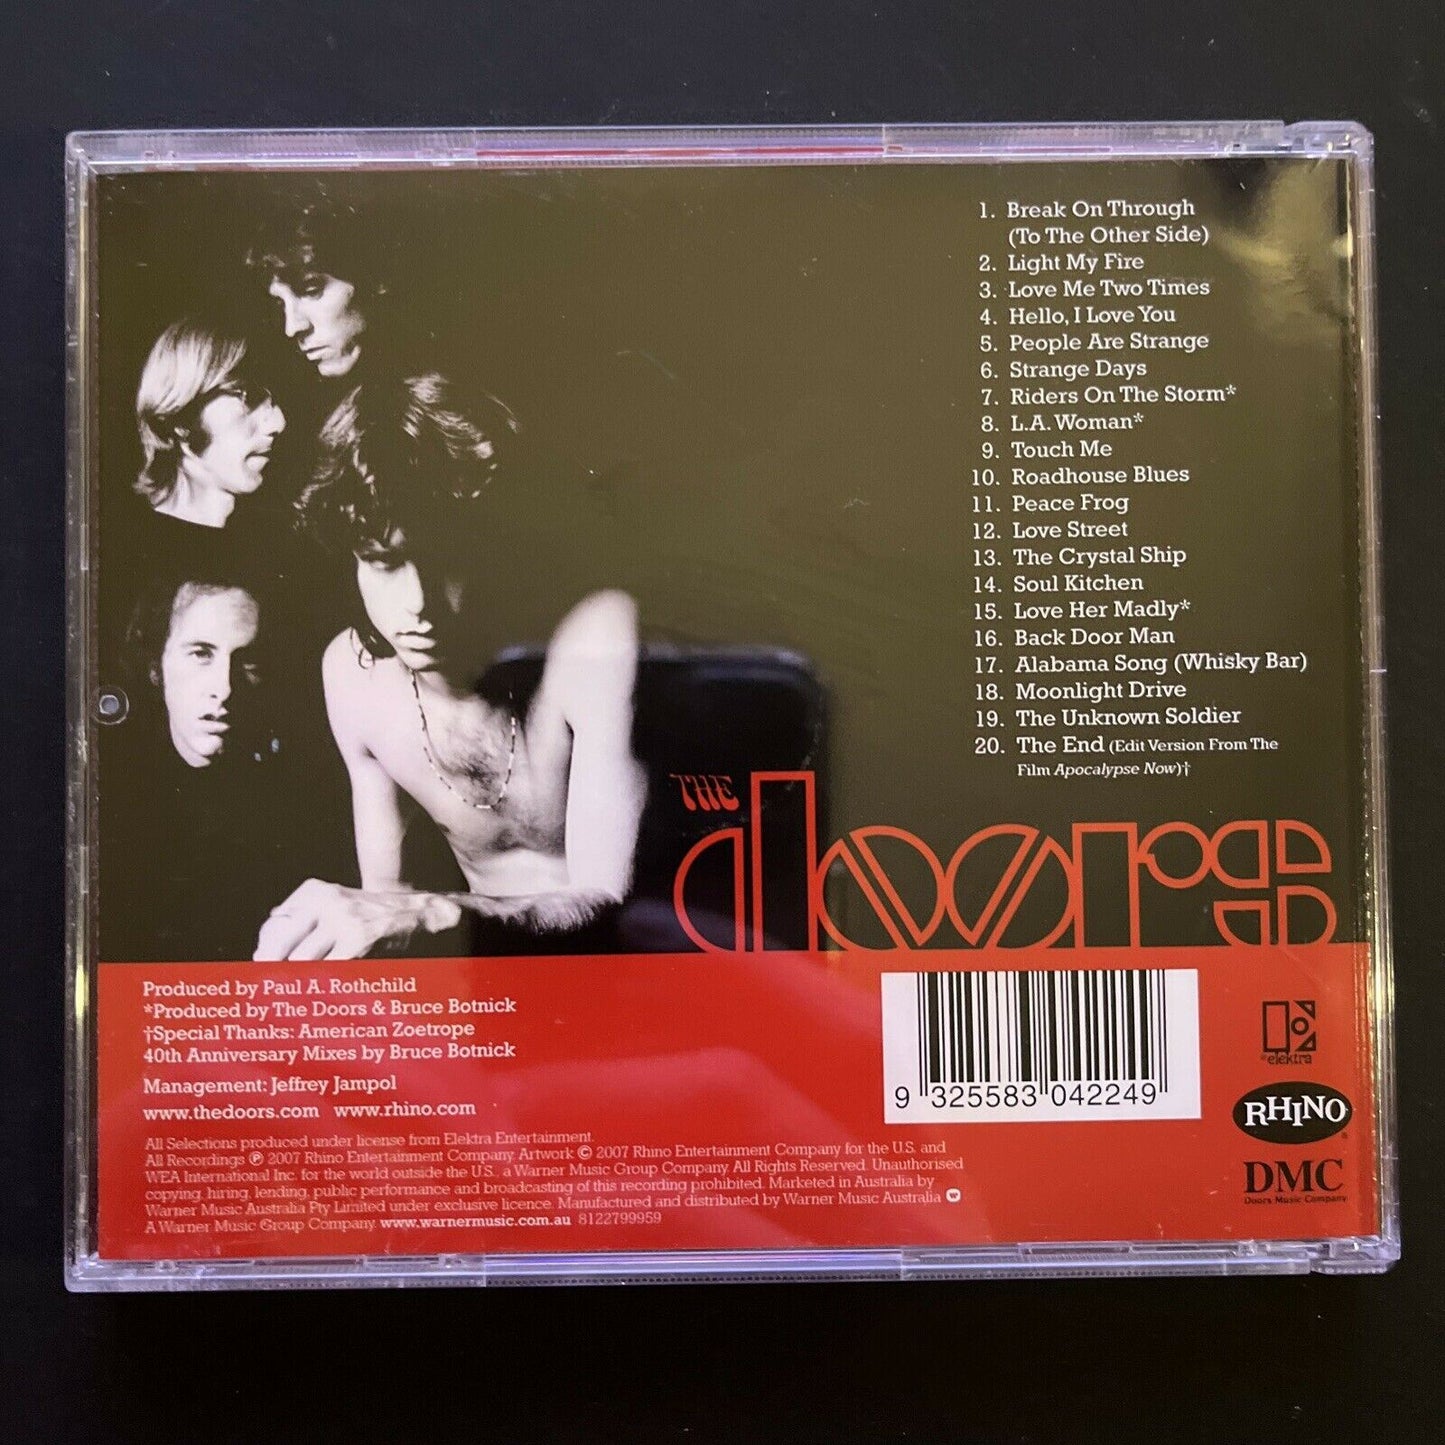 1. Break On Through
(To The Other Side)
2. Light My Fire
3. Love Me Two Times
4. Hello, I Love You
5. People Are Strange
6. Strange Days
7. Riders On The Storm*
8. L.A. Woman*
9. Touch Me
10. Roadhouse Blues
11. Peace Frog
12. Love Street
13. The Crystal Ship
14. Soul Kitchen
15. Love Her Madly*
16. Back Door Man
17. Alabama Song (Whisky Bar)
18. Moonlight Drive
19. The Unknown Soldier
20. The End (Edit Version From The
Film Apocalypse Now)†
THE
doors
Produced by Paul A. Rothchild
*Produced by The Doors & Bruce Botnick
†Special Thanks: American Zoetrope
40th Anniversary Mixes by Bruce Botnick
Management: Jeffrey Jampol
www.thedoors.com www.rhino.com
All Selections produced under license from Elektra Entertainment.
All Recordings ℗ 2007 Rhino Entertainment Company. Artwork © 2007 Rhino Entertainment Company for the U.S. and
WEA International Inc. for the world outside the U.S., a Warner Music Group Company. All Rights Reserved. Unauthorised
copying, hiring, lending, public performance and broadcasting of this recording prohibited. Marketed in Australia by
Warner Music Australia Pty Limited under exclusive licence. Manufactured and distributed by Warner Music Australia
A Warner Music Group Company. www.warnermusic.com.au 8122799959
9 325583 042249
elektra
RHINO
DMC
Doors Music Company